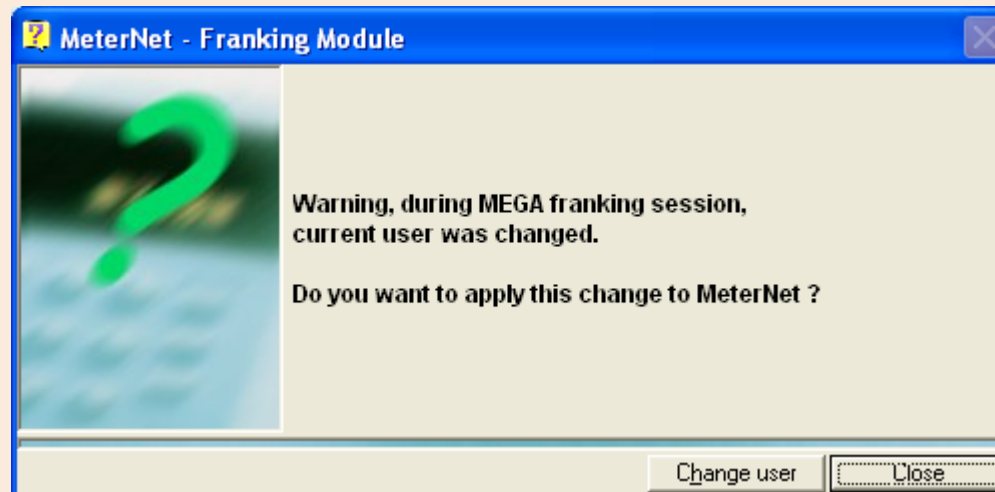 MeterNet - Franking Module
Warning, during MEGA franking session,
current user was changed.
Do you want to apply this change to MeterNet ?
Change user
Close